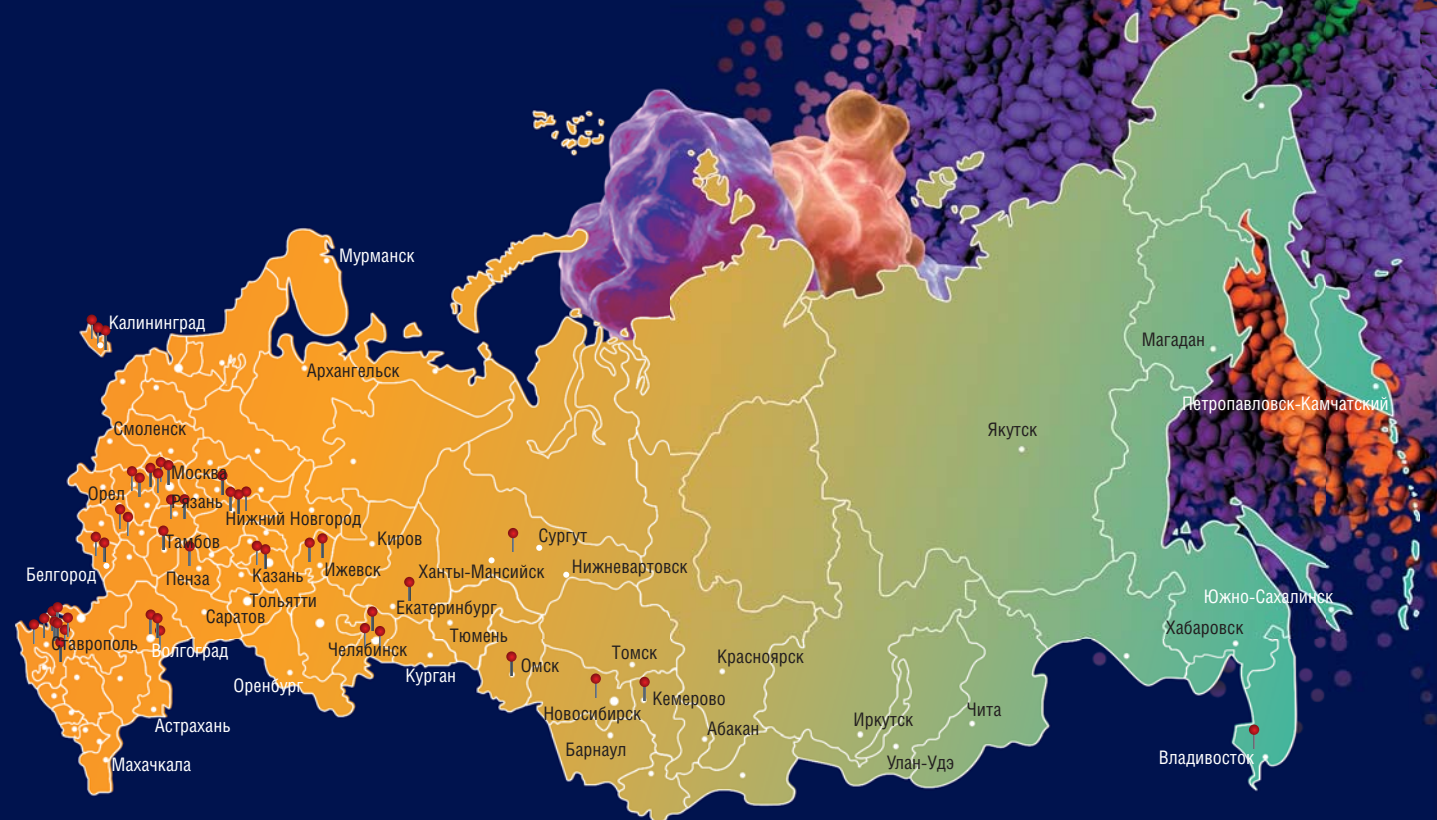 Мурманск
Калининград
Магадан
Архангельск
Петропавловск-Камчатский
Смоленск
Якутск
Москва
Орел
Рязань
Нижний Новгород
Киров
Сургут
Тамбов
Белгород
Пенза
Казань
Ижевск
Ханты-Мансийск
Нижневартовск
Тольятти
Екатеринбург
Южно-Сахалинск
Саратов
Тюмень
Хабаровск
Ставрополь
Волгоград
Челябинск
Томск
Красноярск
Омск
Курган
Оренбург
Кемерово
Новосибирск
Чита
Иркутск
Астрахань
Абакан
Барнаул
Владивосток
Улан-Удэ
Махачкала